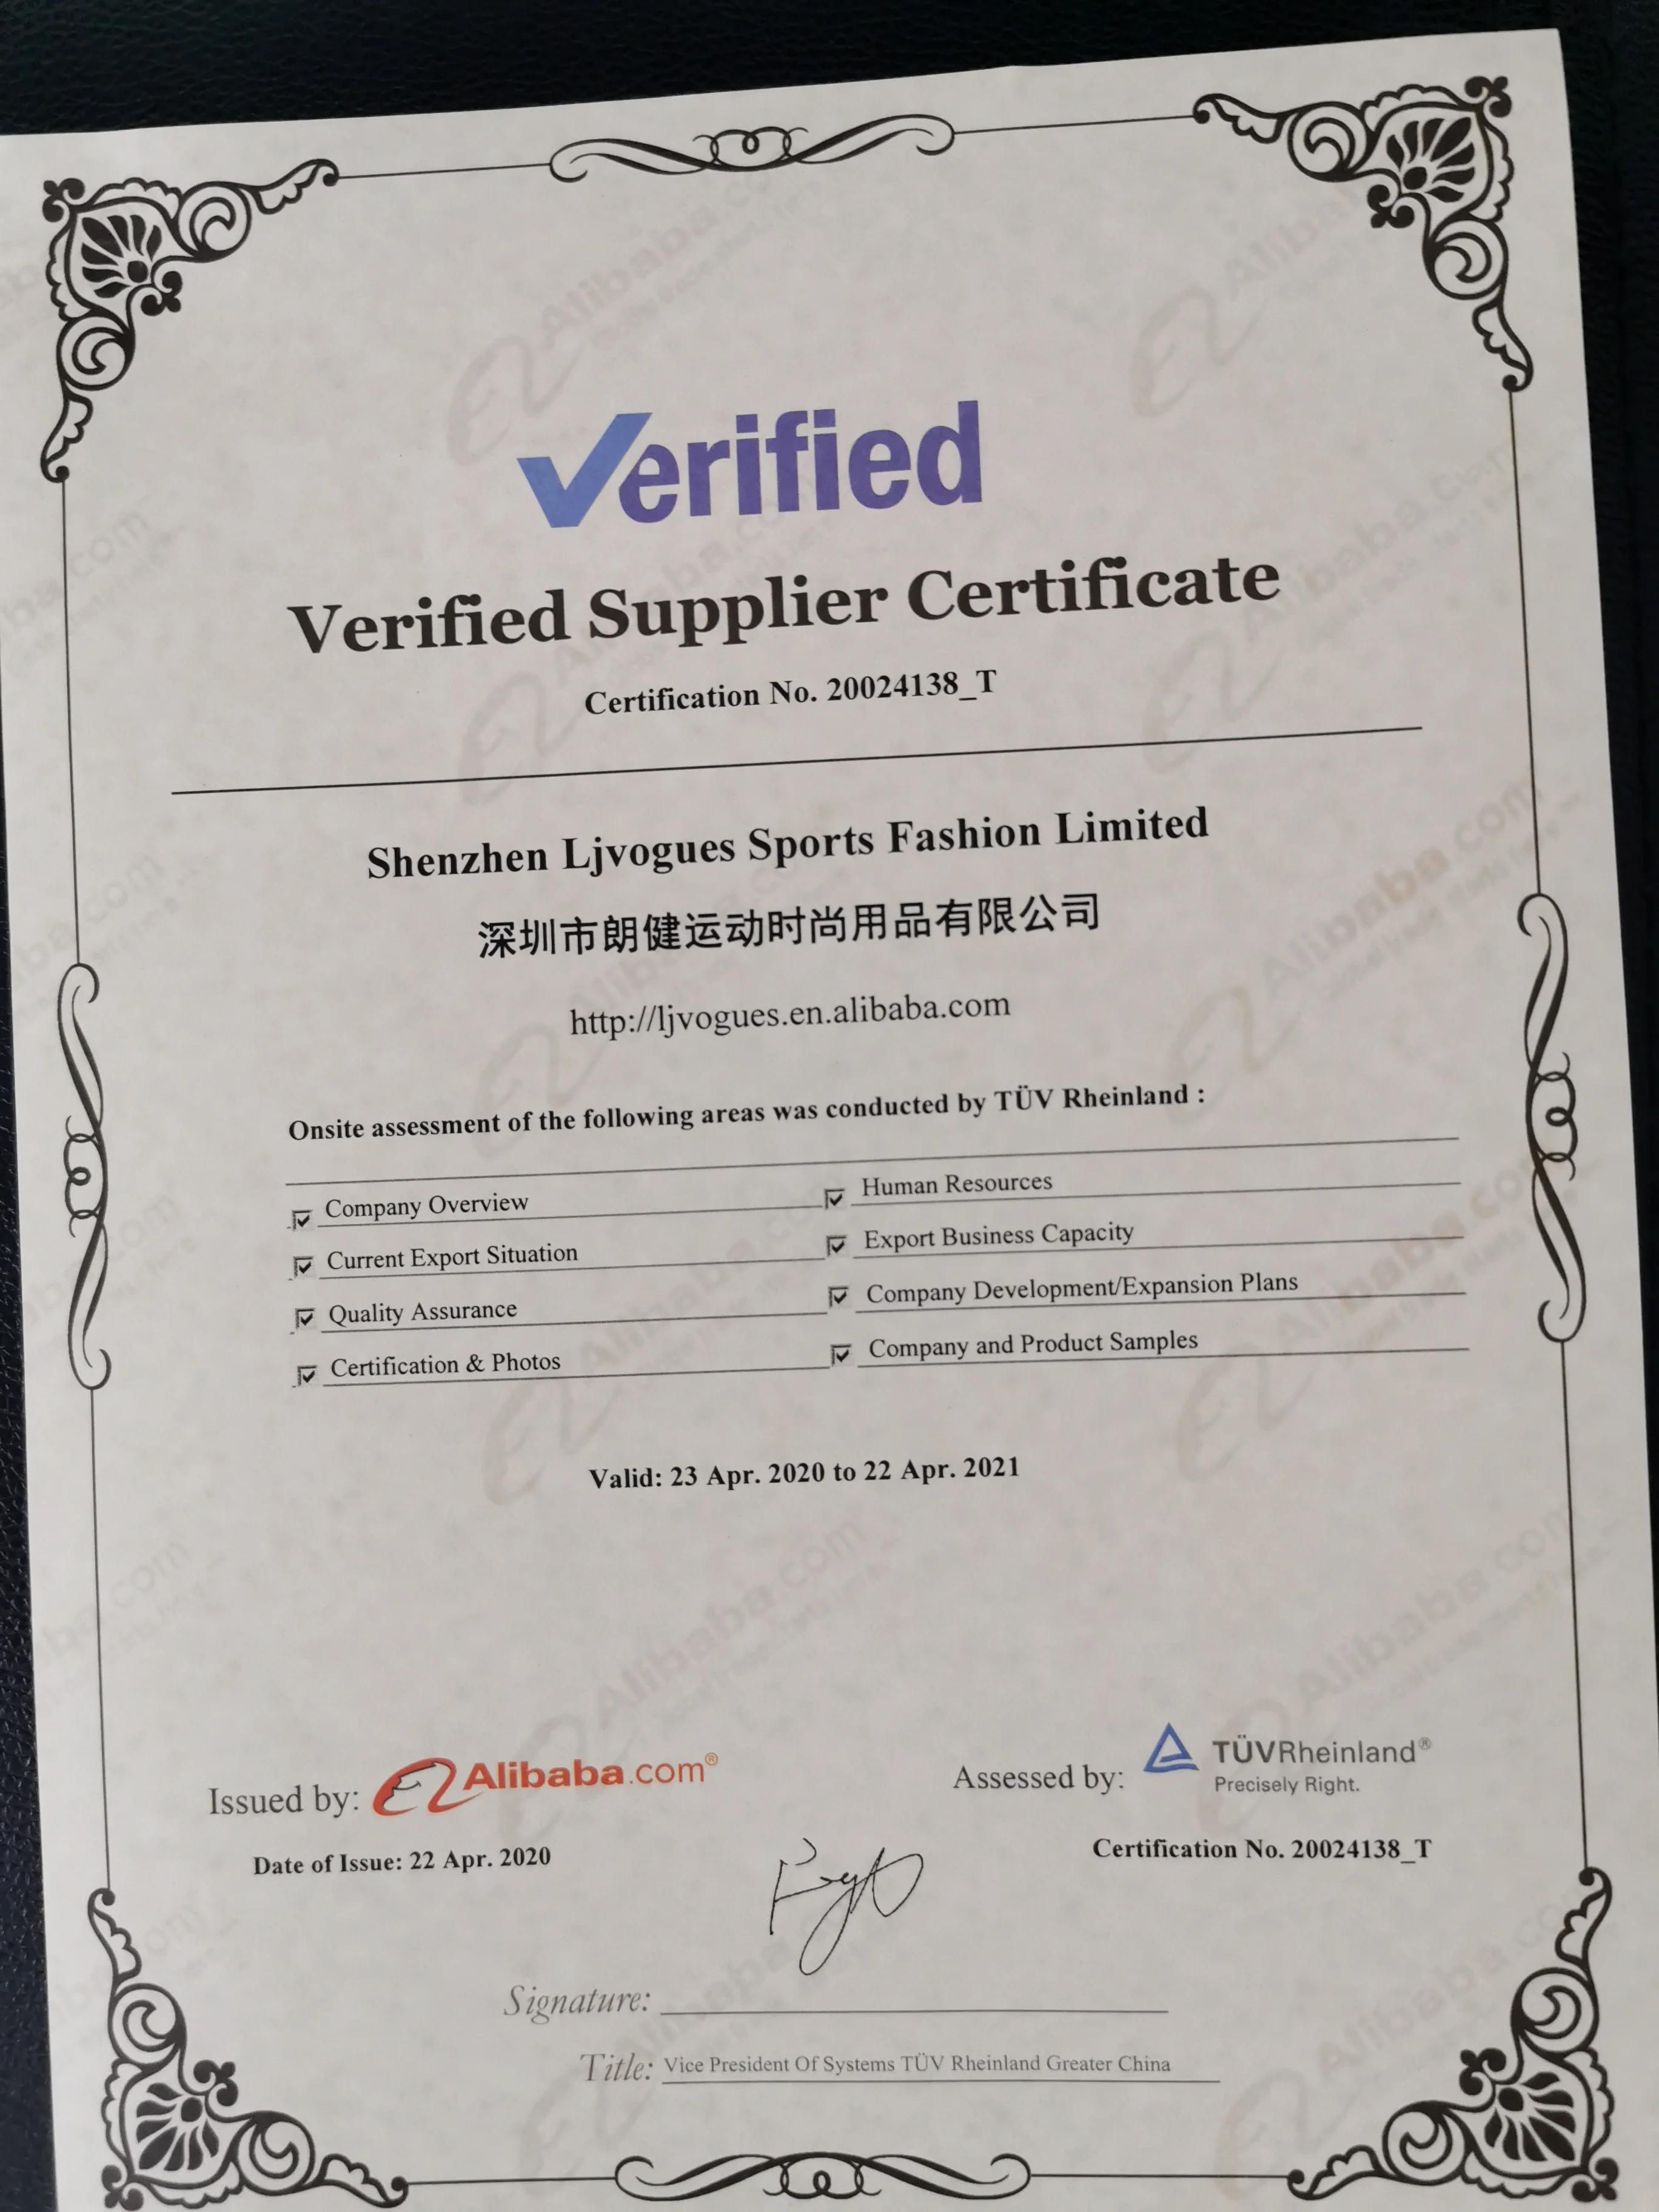 Verified
Verified Supplier Certificate
Certification No. 20024138_T
Shenzhen Ljvogues Sports Fashion Limited
深圳市朗健运动时尚用品有限公司
http://ljvogues.en.alibaba.com
Onsite assessment of the following areas was conducted by TÜV Rheinland :
Company Overview Human Resources
Current Export Situation Export Business Capacity
Quality Assurance Company Development/Expansion Plans
Certification & Photos Company and Product Samples
Valid: 23 Apr. 2020 to 22 Apr. 2021
Issued by: Alibaba.com® Assessed by: TÜVRheinland®
Precisely Right.
Date of Issue: 22 Apr. 2020 Certification No. 20024138_T
Signature:
Title: Vice President Of Systems TÜV Rheinland Greater China